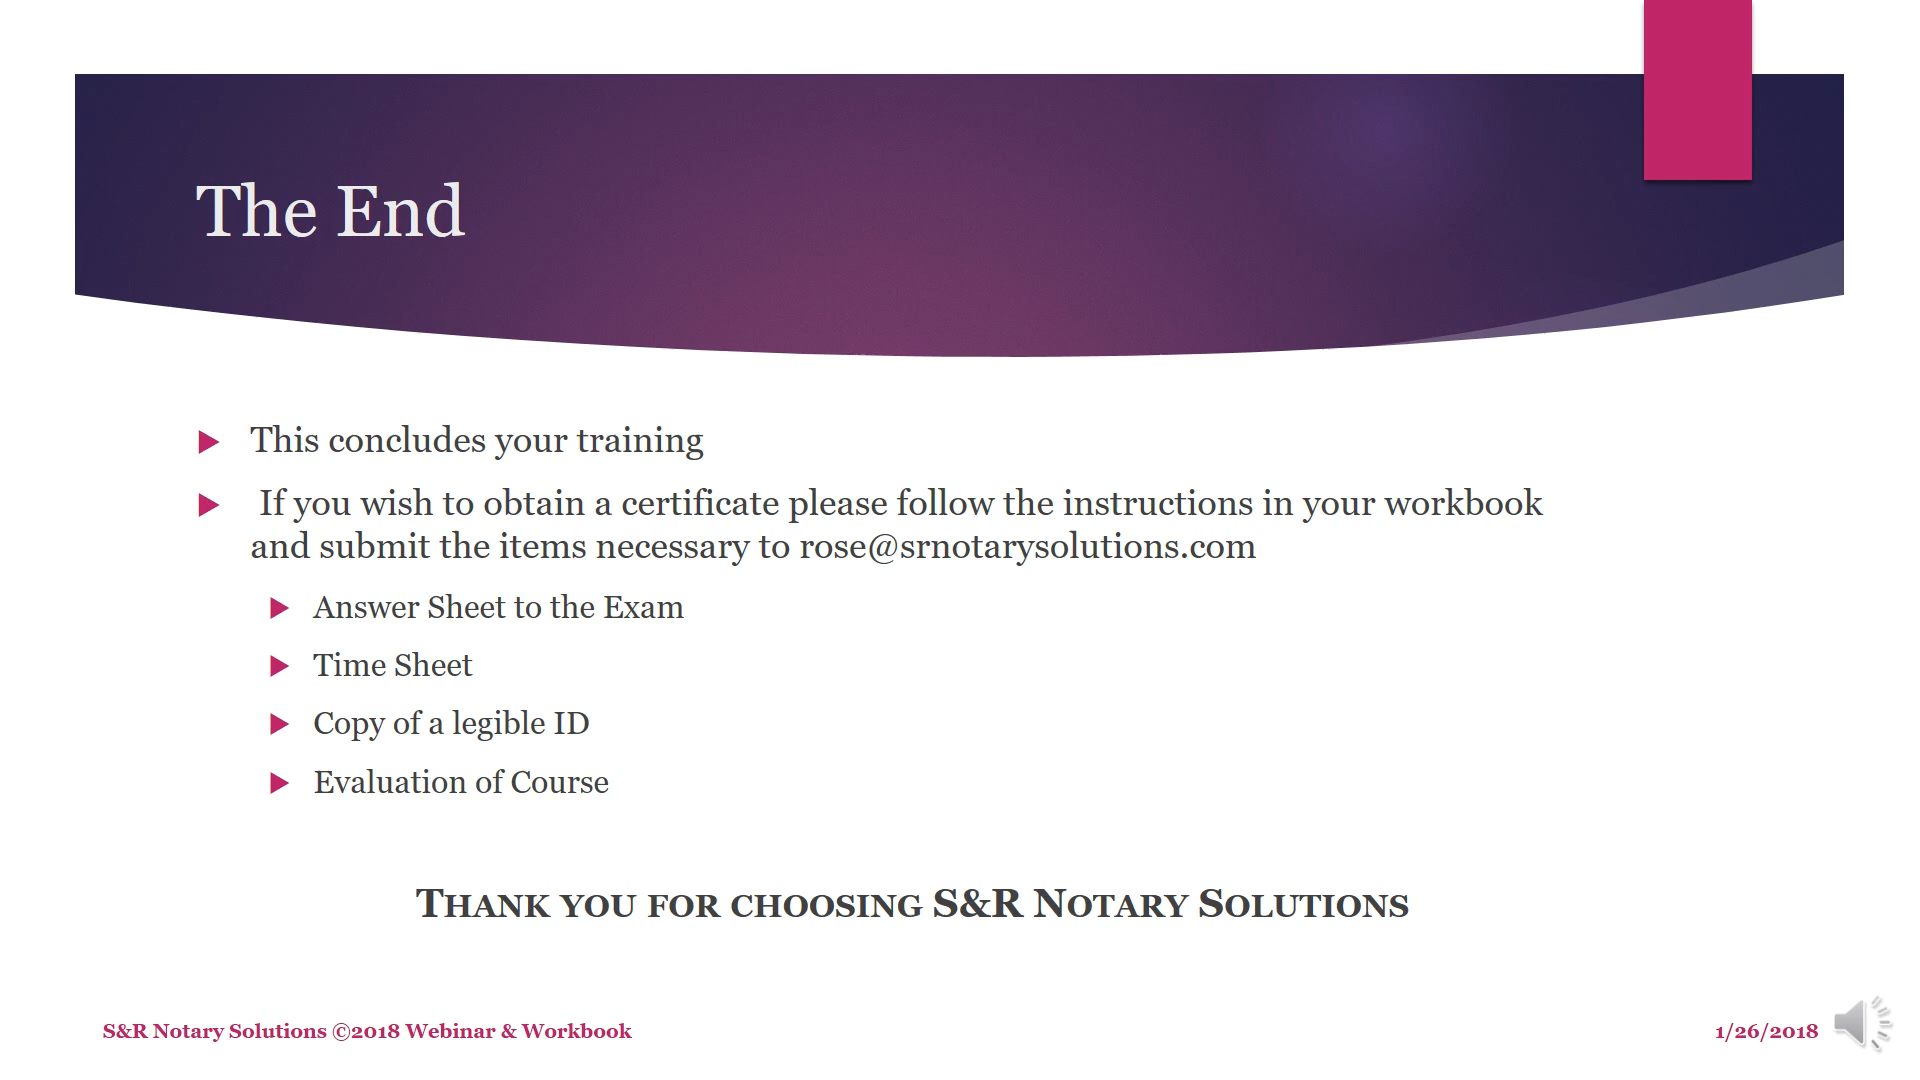 The End
This concludes your training
If you wish to obtain a certificate please follow the instructions in your workbook
and submit the items necessary to rose@srnotarysolutions.com
Answer Sheet to the Exam
Time Sheet
Copy of a legible ID
Evaluation of Course
THANK YOU FOR CHOOSING S&R NOTARY SOLUTIONS
S&R Notary Solutions ©2018 Webinar & Workbook
1/26/2018